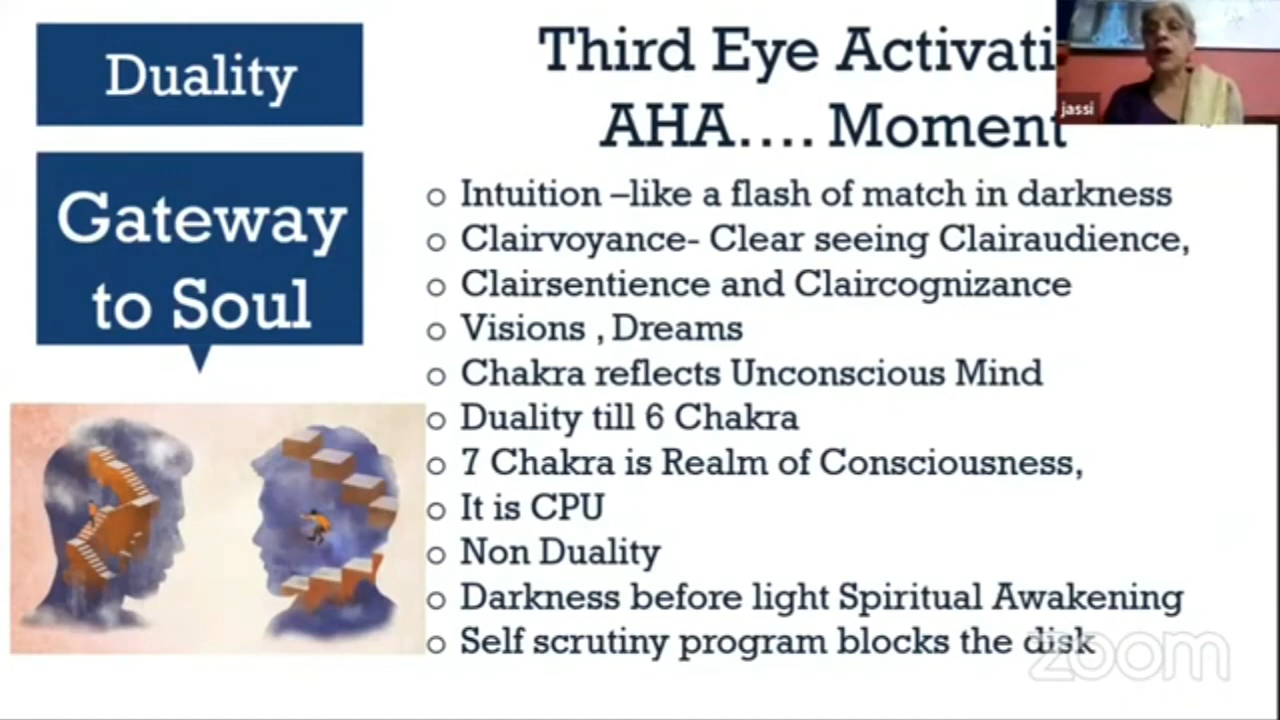 Duality
Gateway
to Soul
Third Eye Activati
AHA.... Moment
jassi
o Intuition –like a flash of match in darkness
o Clairvoyance- Clear seeing Clairaudience,
o Clairsentience and Claircognizance
o Visions , Dreams
o Chakra reflects Unconscious Mind
o Duality till 6 Chakra
o 7 Chakra is Realm of Consciousness,
o It is CPU
o Non Duality
o Darkness before light Spiritual Awakening
o Self scrutiny program blocks the disk
zoom